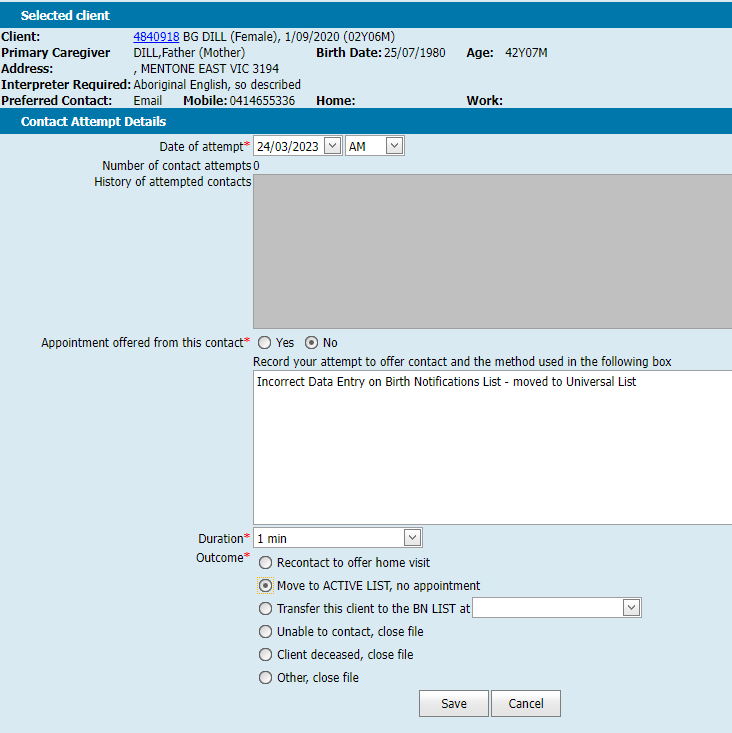 Selected client
Client: 4840918 BG DILL (Female), 1/09/2020 (02Y06M)
Primary Caregiver DILL,Father (Mother) Birth Date: 25/07/1980 Age: 42Y07M
Address: , MENTONE EAST VIC 3194
Interpreter Required: Aboriginal English, so described
Preferred Contact: Email Mobile: 0414655336 Home: Work:
Contact Attempt Details
Date of attempt* 24/03/2023 AM
Number of contact attempts 0
History of attempted contacts
Appointment offered from this contact* Yes No
Record your attempt to offer contact and the method used in the following box
Incorrect Data Entry on Birth Notifications List - moved to Universal List
Duration* 1 min
Outcome*
Recontact to offer home visit
Move to ACTIVE LIST, no appointment
Transfer this client to the BN LIST at
Unable to contact, close file
Client deceased, close file
Other, close file
Save Cancel